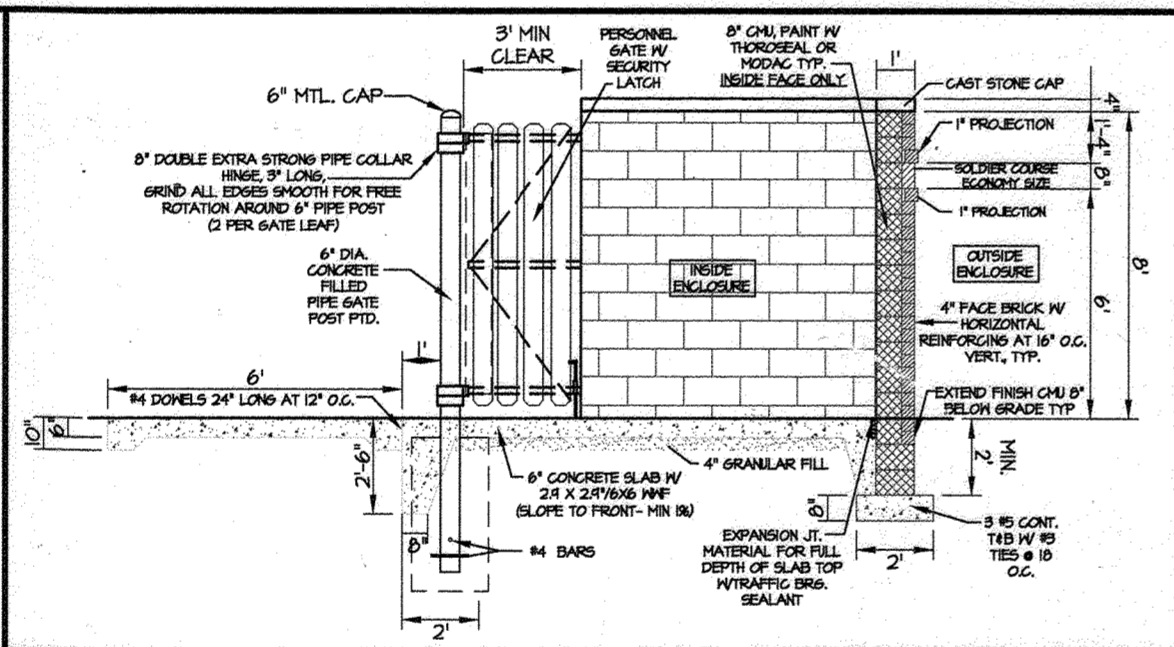 3' MIN
CLEAR
PERSONNEL
GATE W/
SECURITY
LATCH
8" CMU, PAINT W/
THOROSEAL OR
MODAC TYP.
INSIDE FACE ONLY
1'
CAST STONE CAP
4"
6" MTL. CAP
1" PROJECTION
1'-4"
8" DOUBLE EXTRA STRONG PIPE COLLAR
HINGE, 3" LONG,
GRIND ALL EDGES SMOOTH FOR FREE
ROTATION AROUND 6" PIPE POST
(2 PER GATE LEAF)
SOLDIER COURSE
ECONOMY SIZE
8"
1" PROJECTION
6" DIA.
CONCRETE
FILLED
PIPE GATE
POST PTD.
INSIDE
ENCLOSURE
OUTSIDE
ENCLOSURE
8'
6'
4" FACE BRICK W/
HORIZONTAL
REINFORCING AT 16" O.C.
VERT., TYP.
1'
6'
#4 DOWELS 24" LONG AT 12" O.C.
EXTEND FINISH CMU 8"
BELOW GRADE TYP
10"
6"
2'-6"
4" GRANULAR FILL
6" CONCRETE SLAB W/
2.9 X 2.9"/6X6 WWF
(SLOPE TO FRONT- MIN 1%)
MIN.
2'
8"
#4 BARS
8"
2'
EXPANSION JT.
MATERIAL FOR FULL
DEPTH OF SLAB TOP
W/TRAFFIC BRG.
SEALANT
2'
3 #5 CONT.
T&B W/ #3
TIES @ 18
O.C.